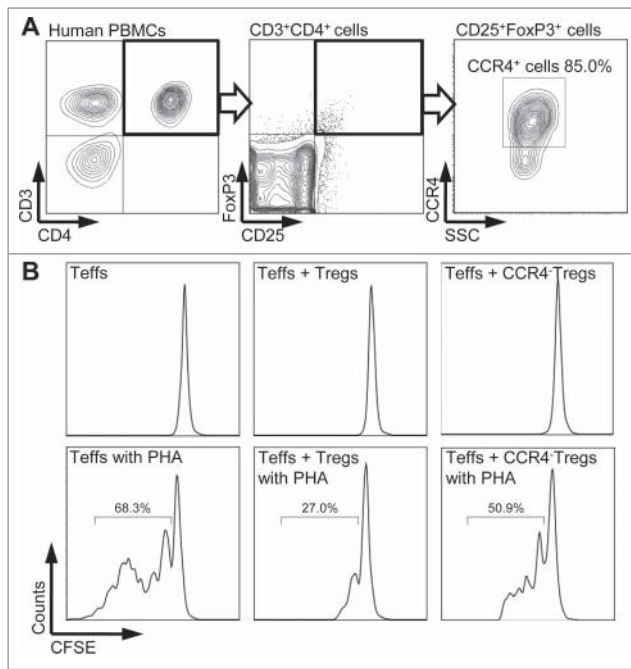 A
Human PBMCs
CD3⁺CD4⁺ cells
CD25⁺FoxP3⁺ cells
CCR4⁺ cells 85.0%
CD3
CD4
FoxP3
CD25
CCR4
SSC
B
Teffs
Teffs + Tregs
Teffs + CCR4⁻Tregs
Teffs with PHA
68.3%
Teffs + Tregs
with PHA
27.0%
Teffs + CCR4⁻Tregs
with PHA
50.9%
Counts
CFSE